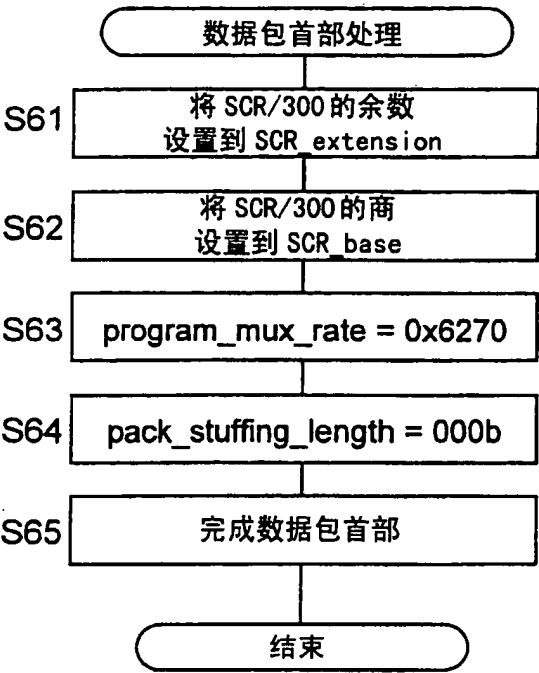 数据包首部处理
S61
将 SCR/300 的余数
设置到 SCR_extension
S62
将 SCR/300 的商
设置到 SCR_base
S63
program_mux_rate = 0x6270
S64
pack_stuffing_length = 000b
S65
完成数据包首部
结束